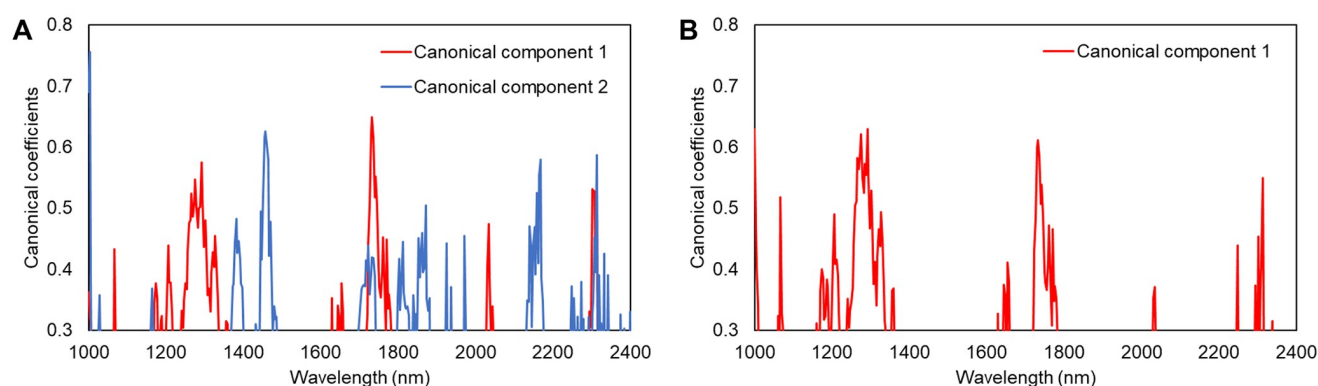 A
Canonical coefficients
0.8
0.7
0.6
0.5
0.4
0.3
Canonical component 1
Canonical component 2
1000 1200 1400 1600 1800 2000 2200 2400
Wavelength (nm)
B
Canonical coefficients
0.8
0.7
0.6
0.5
0.4
0.3
Canonical component 1
1000 1200 1400 1600 1800 2000 2200 2400
Wavelength (nm)